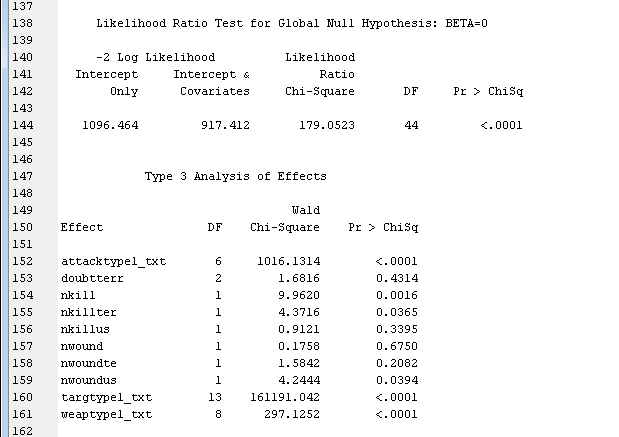 137
138 Likelihood Ratio Test for Global Null Hypothesis: BETA=0
139
140 -2 Log Likelihood Likelihood
141 Intercept Intercept & Ratio
142 Only Covariates Chi-Square DF Pr > ChiSq
143
144 1096.464 917.412 179.0523 44 <.0001
145
146
147 Type 3 Analysis of Effects
148
149 Wald
150 Effect DF Chi-Square Pr > ChiSq
151
152 attacktype1_txt 6 1016.1314 <.0001
153 doubtterr 2 1.6816 0.4314
154 nkill 1 9.9620 0.0016
155 nkillter 1 4.3716 0.0365
156 nkillus 1 0.9121 0.3395
157 nwound 1 0.1758 0.6750
158 nwoundte 1 1.5842 0.2082
159 nwoundus 1 4.2444 0.0394
160 targtype1_txt 13 161191.042 <.0001
161 weaptype1_txt 8 297.1252 <.0001
162